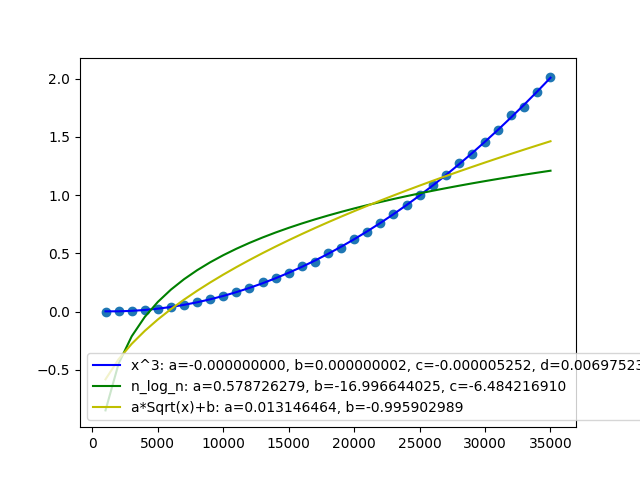 2.0
1.5
1.0
0.5
0.0
−0.5
x^3: a=-0.000000000, b=0.000000002, c=-0.000005252, d=0.00697523
n_log_n: a=0.578726279, b=-16.996644025, c=-6.484216910
a*Sqrt(x)+b: a=0.013146464, b=-0.995902989
0 5000 10000 15000 20000 25000 30000 35000